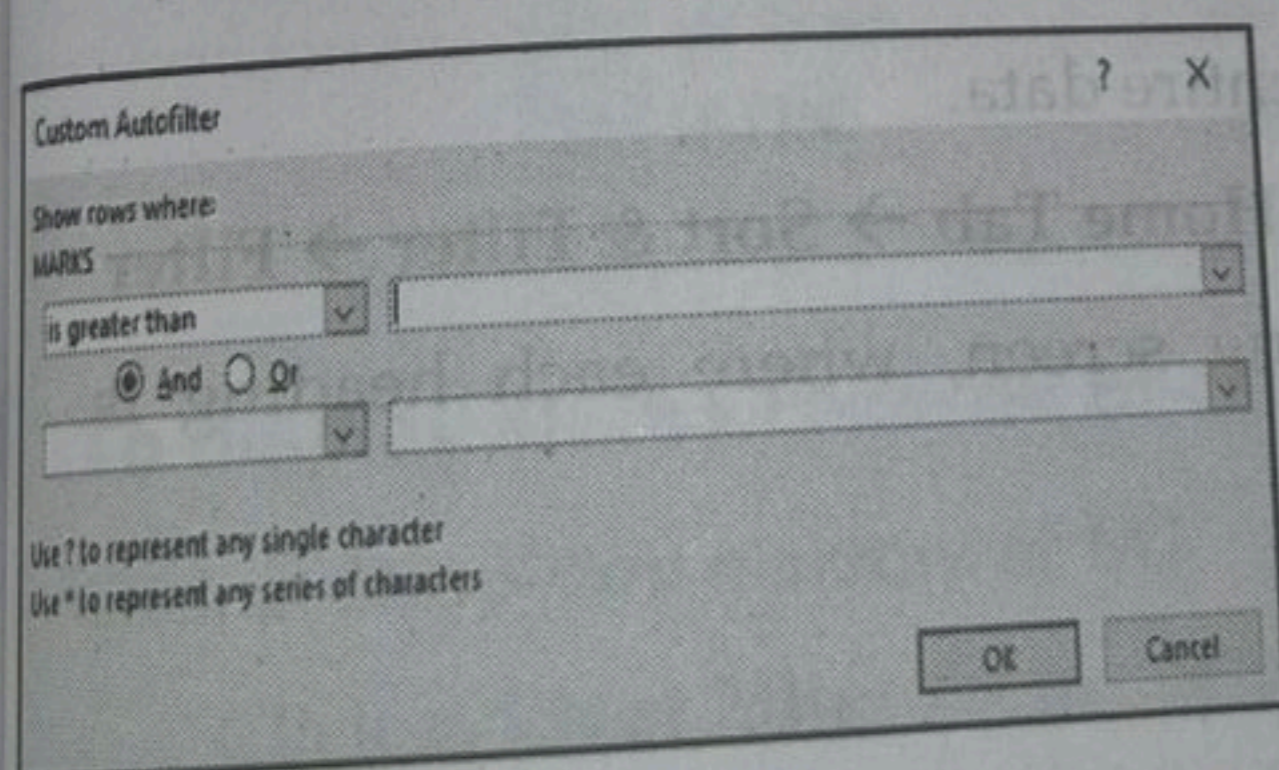 ? X
Custom Autofilter
Show rows where:
MARKS
is greater than
And Or
Use ? to represent any single character
Use * to represent any series of characters
OK Cancel